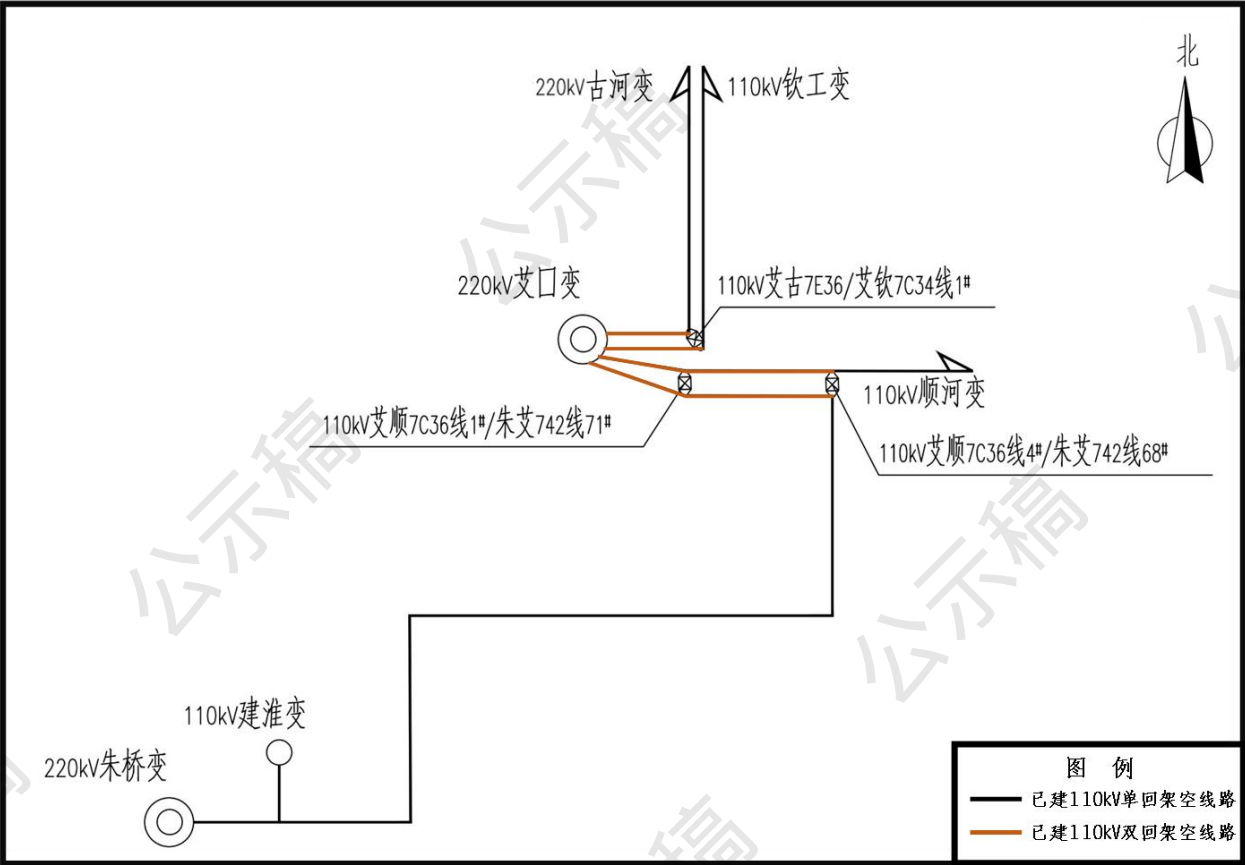 北
220kV古河变
110kV钦工变
220kV艾口变
110kV艾古7E36/艾钦7C34线1#
110kV顺河变
110kV艾顺7C36线1#/朱艾742线71#
110kV艾顺7C36线4#/朱艾742线68#
110kV建淮变
220kV朱桥变
图 例
已建110kV单回架空线路
已建110kV双回架空线路
公示稿
公示稿
公示稿
公
稿
稿